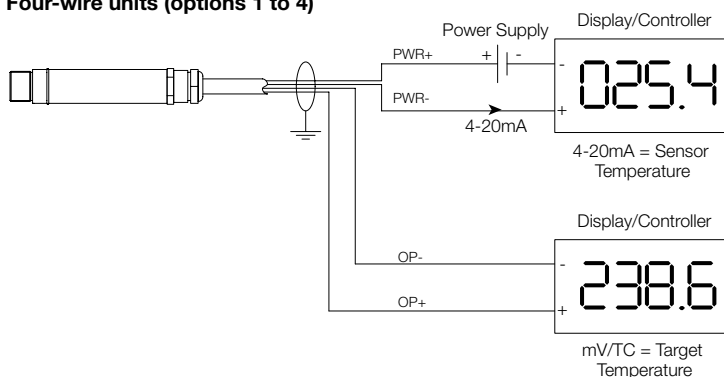 Four-wire units (options 1 to 4)
Power Supply
Display/Controller
PWR+
+ -
-
025.4
PWR-
+
4-20mA
4-20mA = Sensor
Temperature
Display/Controller
OP-
-
238.6
OP+
+
mV/TC = Target
Temperature